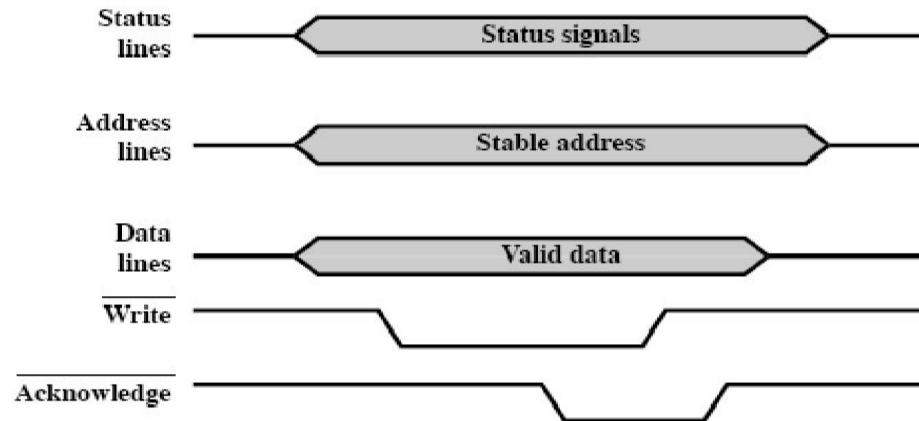 Status
lines
Status signals
Address
lines
Stable address
Data
lines
Valid data
Write
Acknowledge